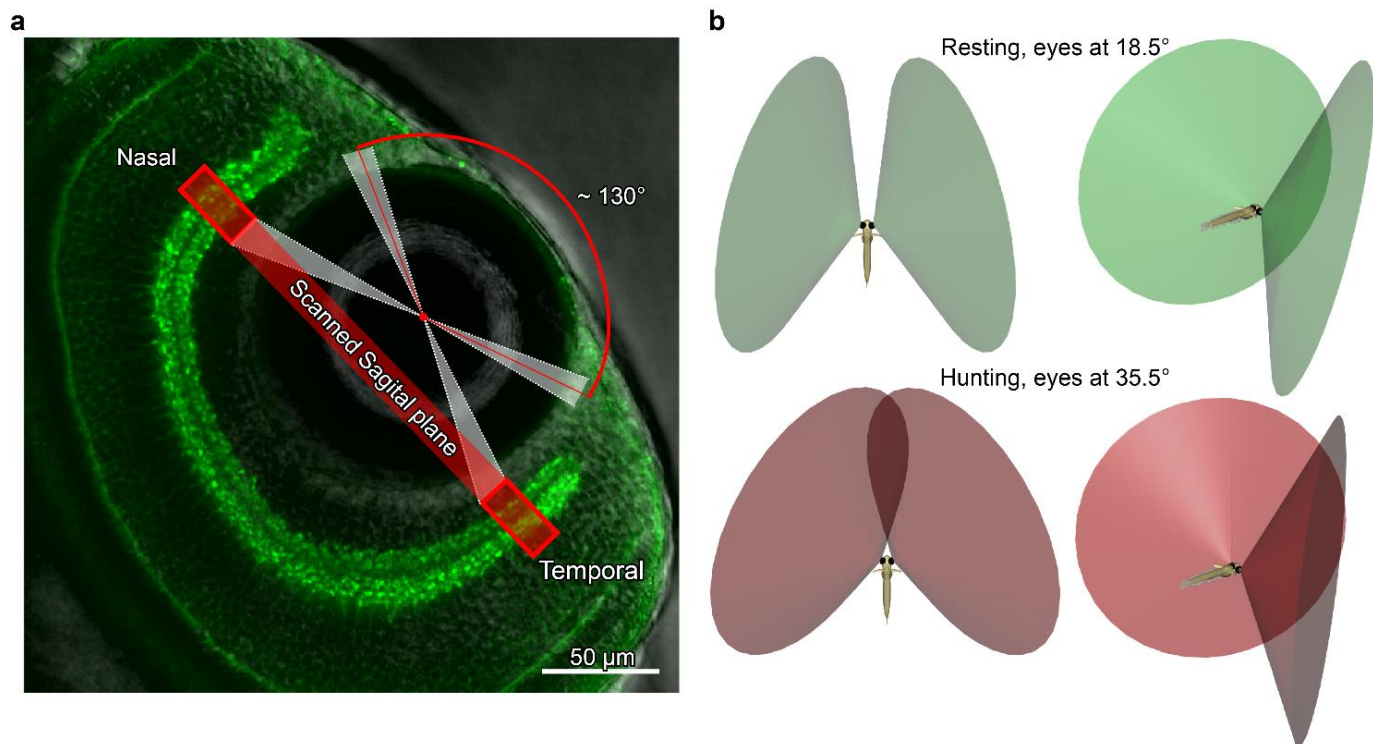 a
Nasal
~ 130°
Scanned Sagital plane
Temporal
50 µm
b
Resting, eyes at 18.5°
Hunting, eyes at 35.5°